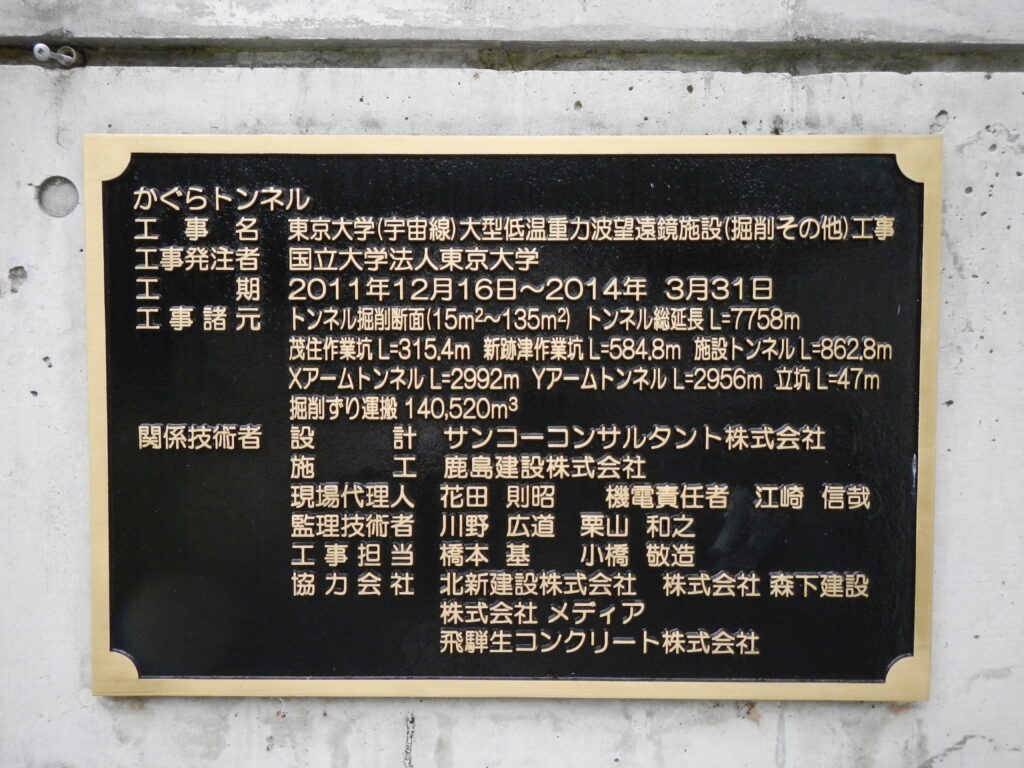 かぐらトンネル
工事名 東京大学(宇宙線)大型低温重力波望遠鏡施設(掘削その他)工事
工事発注者 国立大学法人東京大学
工期 2011年12月16日～2014年 3月31日
工事諸元 トンネル掘削断面(15m²～135m²) トンネル総延長L=7758m
茂住作業坑L=315.4m 新跡津作業坑L=584.8m 施設トンネルL=862.8m
XアームトンネルL=2992m YアームトンネルL=2956m 立坑L=47m
掘削ずり運搬 140,520m³
関係技術者 設計 サンコーコンサルタント株式会社
施工 鹿島建設株式会社
現場代理人 花田 則昭 機電責任者 江崎 信哉
監理技術者 川野 広道 栗山 和之
工事担当 橋本 基 小橋 敬造
協力会社 北新建設株式会社 株式会社 森下建設
株式会社 メディア
飛騨生コンクリート株式会社